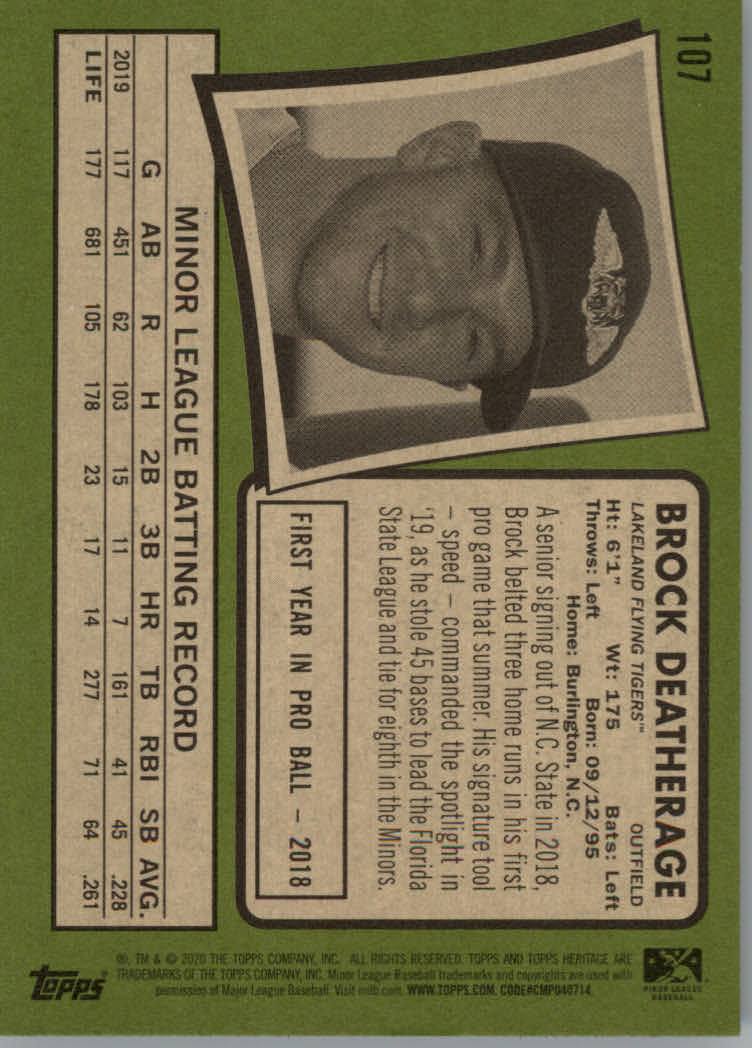 107
BROCK DEATHERAGE
LAKELAND FLYING TIGERS™ OUTFIELD
Ht: 6'1" Wt: 175 Bats: Left
Throws: Left Born: 09/12/95
Home: Burlington, N.C.
A senior signing out of N.C. State in 2018,
Brock belted three home runs in his first
pro game that summer. His signature tool
– speed – commanded the spotlight in
'19, as he stole 45 bases to lead the Florida
State League and tie for eighth in the Minors.
FIRST YEAR IN PRO BALL – 2018
MINOR LEAGUE BATTING RECORD
G AB R H 2B 3B HR TB RBI SB AVG.
2019 117 451 62 103 15 11 7 161 41 45 .228
LIFE 177 681 105 178 23 17 14 277 71 64 .261
MINOR LEAGUE
BASEBALL
®, TM & © 2020 THE TOPPS COMPANY, INC. ALL RIGHTS RESERVED. TOPPS AND TOPPS HERITAGE ARE
TRADEMARKS OF THE TOPPS COMPANY, INC. Minor League Baseball trademarks and copyrights are used with
permission of Major League Baseball. Visit milb.com. WWW.TOPPS.COM. CODE#CMP040714.
Topps